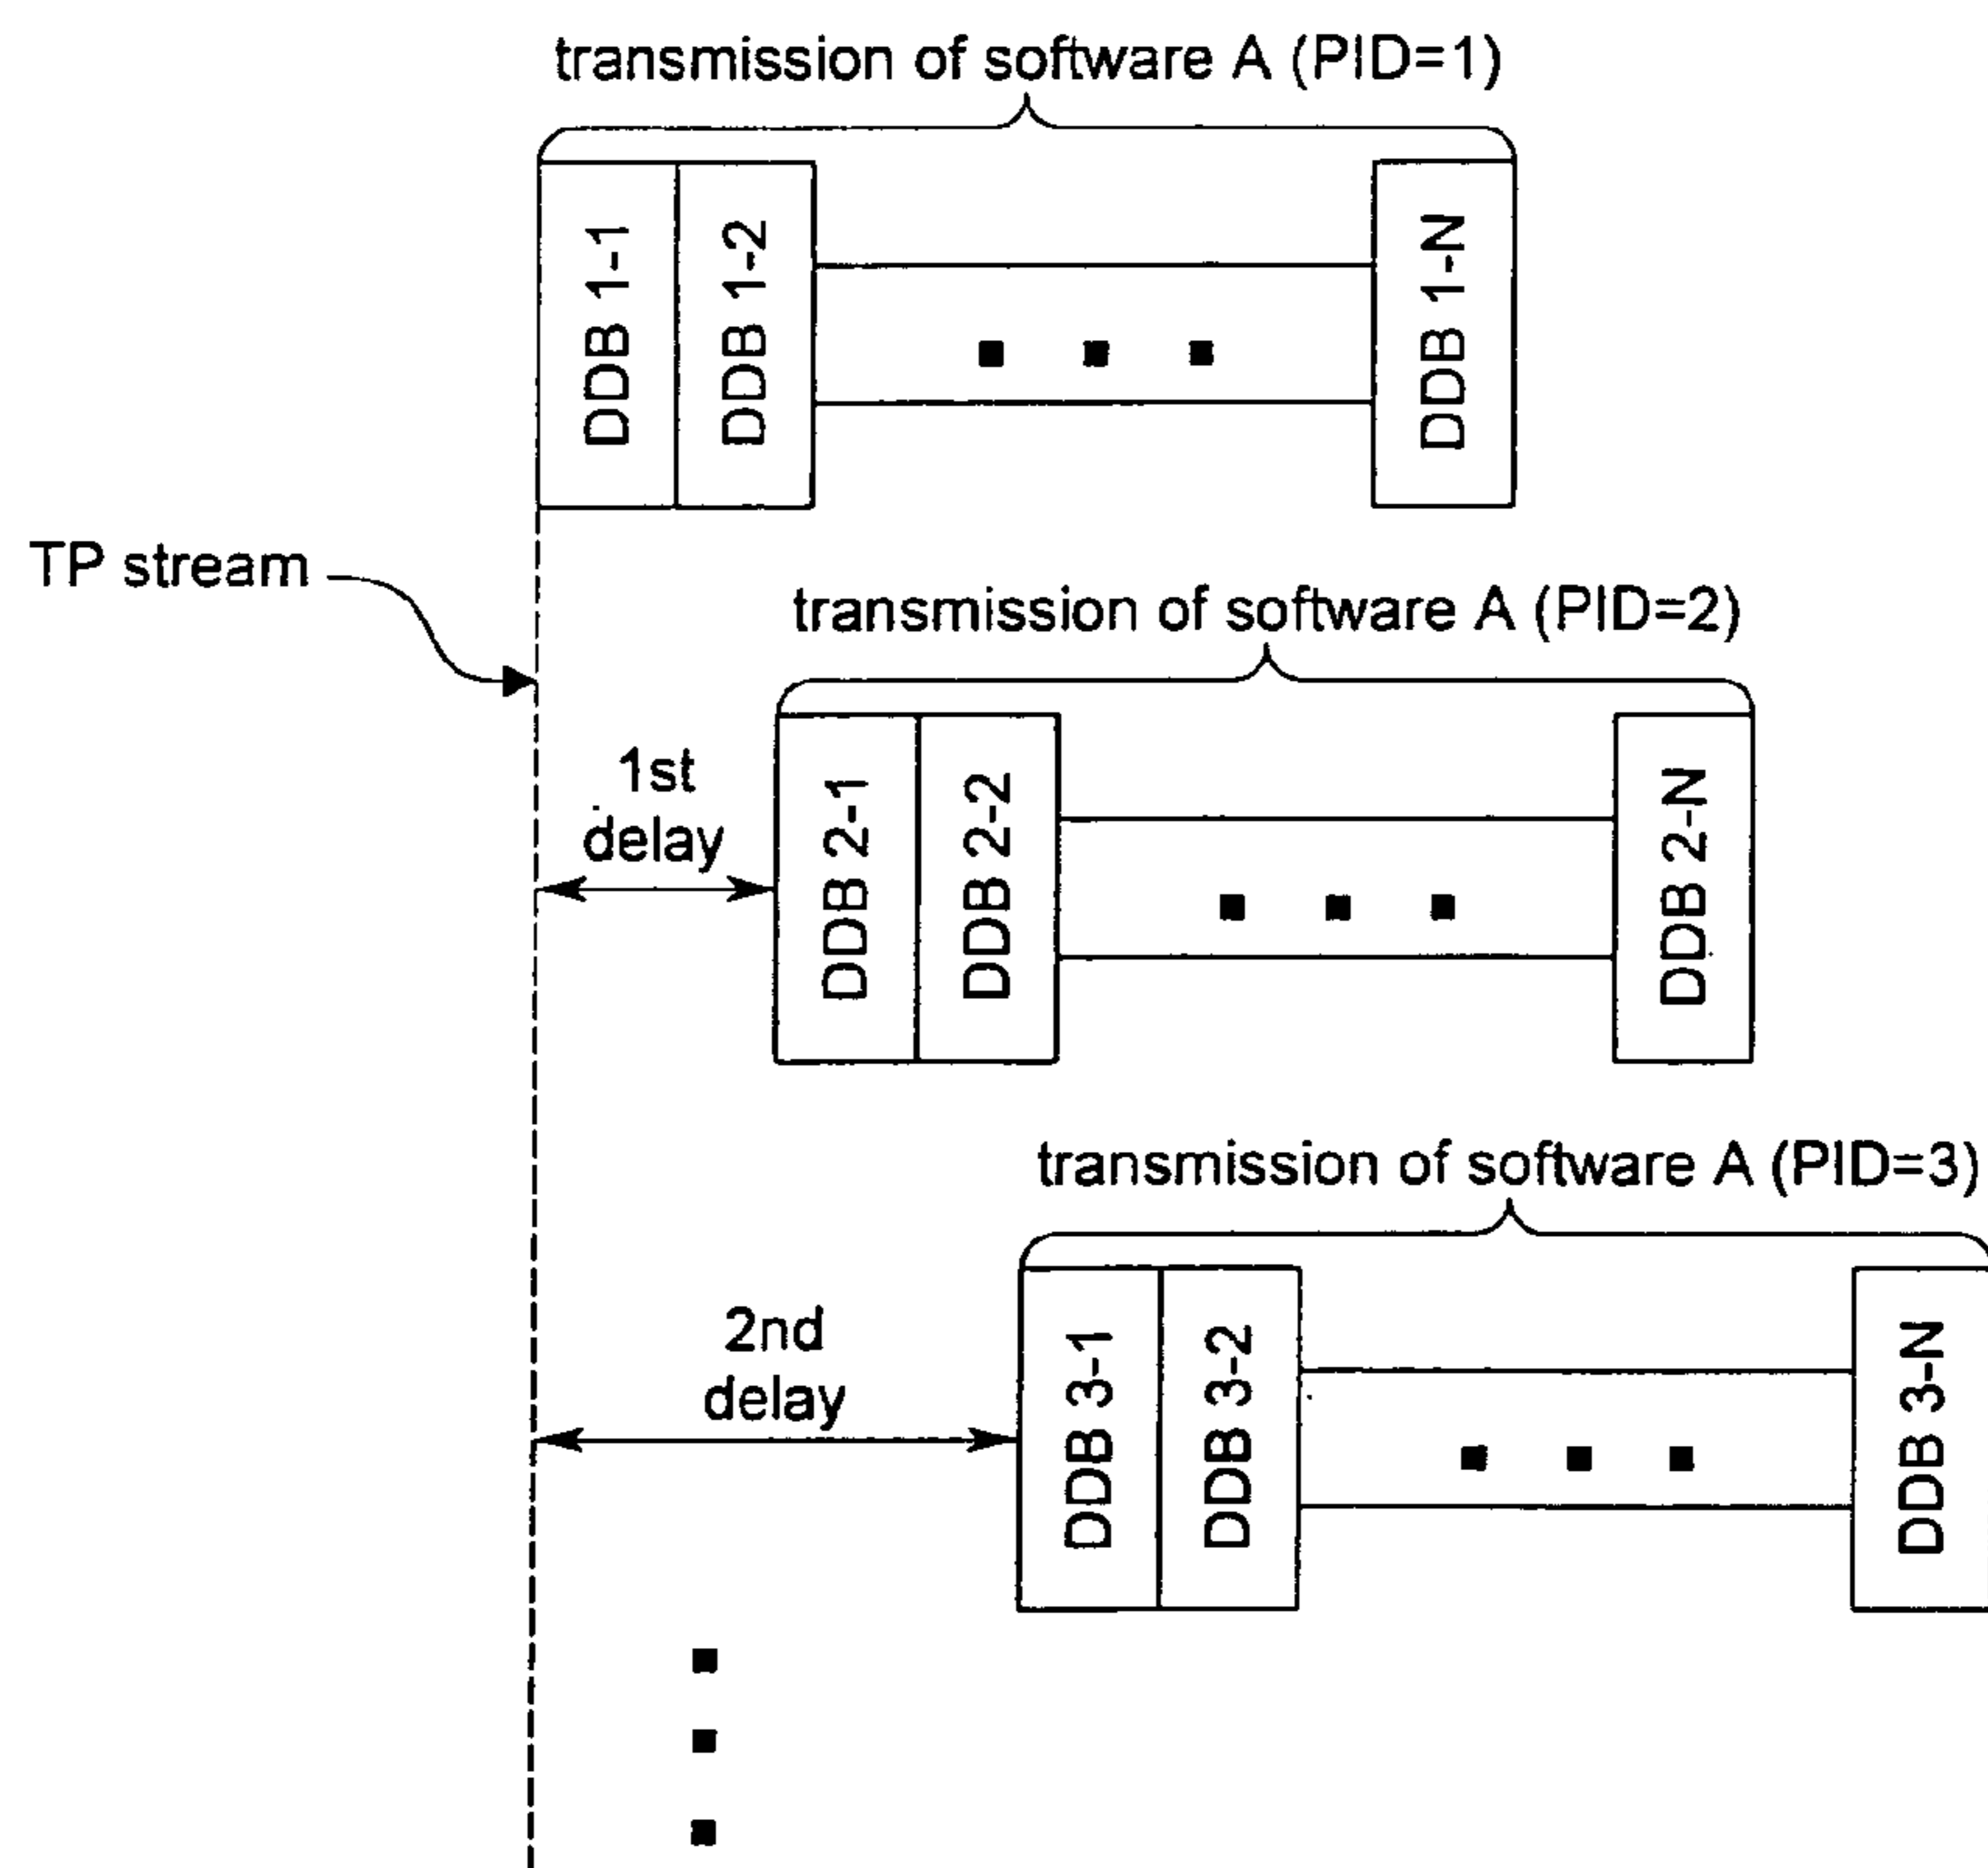 transmission of software A (PID=1)
DDB 1-1
DDB 1-2
DDB 1-N
TP stream
transmission of software A (PID=2)
1st
delay
DDB 2-1
DDB 2-2
DDB 2-N
transmission of software A (PID=3)
2nd
delay
DDB 3-1
DDB 3-2
DDB 3-N